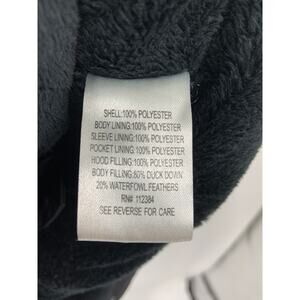 SHELL:100% POLYESTER
BODY LINING:100% POLYESTER
SLEEVE LINING:100% POLYESTER
POCKET LINING:100% POLYESTER
HOOD FILLING:100% POLYESTER
BODY FILLING:80% DUCK DOWN
20% WATERFOWL FEATHERS
RN# 112384
SEE REVERSE FOR CARE